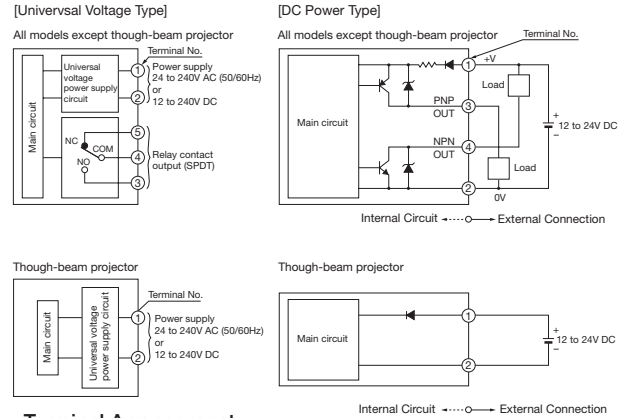 [Univervsal Voltage Type]
All models except though-beam projector
Terminal No.
Main circuit
Universal
voltage
power supply
circuit
1
2
Power supply
24 to 240V AC (50/60Hz)
or
12 to 240V DC
NC
COM
NO
5
4
3
Relay contact
output (SPDT)
[DC Power Type]
All models except though-beam projector
Terminal No.
Main circuit
1
+V
Load
PNP
OUT
3
NPN
OUT
4
Load
2
0V
+
12 to 24V DC
–
Internal Circuit External Connection
Though-beam projector
Terminal No.
Main circuit
Universal voltage
power supply circuit
1
2
Power supply
24 to 240V AC (50/60Hz)
or
12 to 240V DC
Though-beam projector
Main circuit
1
2
+
12 to 24V DC
–
Internal Circuit External Connection